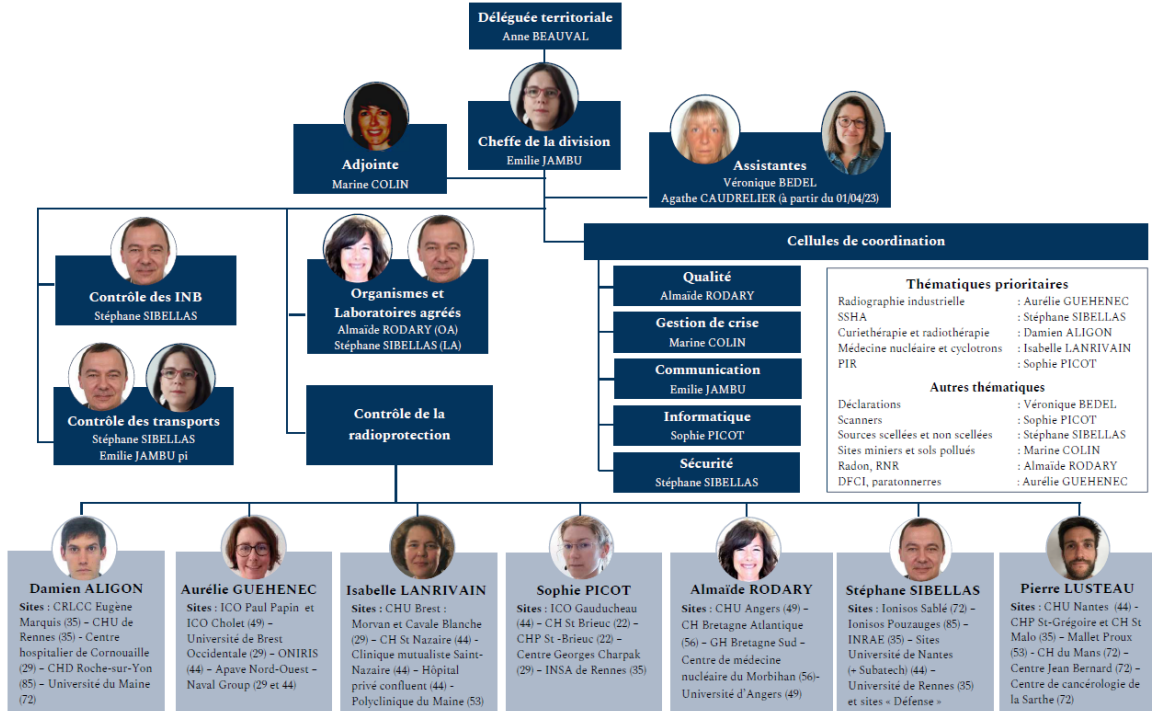 Déléguée territoriale
Anne BEAUVAL
Cheffe de la division
Emilie JAMBU
Adjointe
Marine COLIN
Assistantes
Véronique BEDEL
Agathe CAUDRELIER (à partir du 01/04/23)
Contrôle des INB
Stéphane SIBELLAS
Organismes et
Laboratoires agréés
Almaïde RODARY (OA)
Stéphane SIBELLAS (LA)
Contrôle des transports
Stéphane SIBELLAS
Emilie JAMBU pi
Contrôle de la
radioprotection
Cellules de coordination
Qualité
Almaïde RODARY
Gestion de crise
Marine COLIN
Communication
Emilie JAMBU
Informatique
Sophie PICOT
Sécurité
Stéphane SIBELLAS
Thématiques prioritaires
Radiographie industrielle : Aurélie GUEHENEC
SSHA : Stéphane SIBELLAS
Curiethérapie et radiothérapie : Damien ALIGON
Médecine nucléaire et cyclotrons : Isabelle LANRIVAIN
PIR : Sophie PICOT
Autres thématiques
Déclarations : Véronique BEDEL
Scanners : Sophie PICOT
Sources scellées et non scellées : Stéphane SIBELLAS
Sites miniers et sols pollués : Marine COLIN
Radon, RNR : Almaïde RODARY
DFCI, paratonnerres : Aurélie GUEHENEC
Damien ALIGON
Sites : CRLCC Eugène
Marquis (35) – CHU de
Rennes (35) - Centre
hospitalier de Cornouaille
(29) – CHD Roche-sur-Yon
(85) – Université du Maine
(72)
Aurélie GUEHENEC
Sites : ICO Paul Papin et
ICO Cholet (49) –
Université de Brest
Occidentale (29) – ONIRIS
(44) – Apave Nord-Ouest –
Naval Group (29 et 44)
Isabelle LANRIVAIN
Sites : CHU Brest :
Morvan et Cavale Blanche
(29) – CH St Nazaire (44) -
Clinique mutualiste Saint-
Nazaire (44) – Hôpital
privé confluent (44) -
Polyclinique du Maine (53)
Sophie PICOT
Sites : ICO Gauducheau
(44) – CH St Brieuc (22) –
CHP St -Brieuc (22) –
Centre Georges Charpak
(29) – INSA de Rennes (35)
Almaïde RODARY
Sites : CHU Angers (49) –
CH Bretagne Atlantique
(56) – GH Bretagne Sud –
Centre de médecine
nucléaire du Morbihan (56)-
Université d'Angers (49)
Stéphane SIBELLAS
Sites : Ionisos Sablé (72) –
Ionisos Pouzauges (85) –
INRAE (35) – Sites
Université de Nantes
(+ Subatech) (44) –
Université de Rennes (35)
et sites « Défense »
Pierre LUSTEAU
Sites : CHU Nantes (44) -
CHP St-Grégoire et CH St
Malo (35) – Mallet Proux
(53) - CH du Mans (72) –
Centre Jean Bernard (72) –
Centre de cancérologie de
la Sarthe (72)